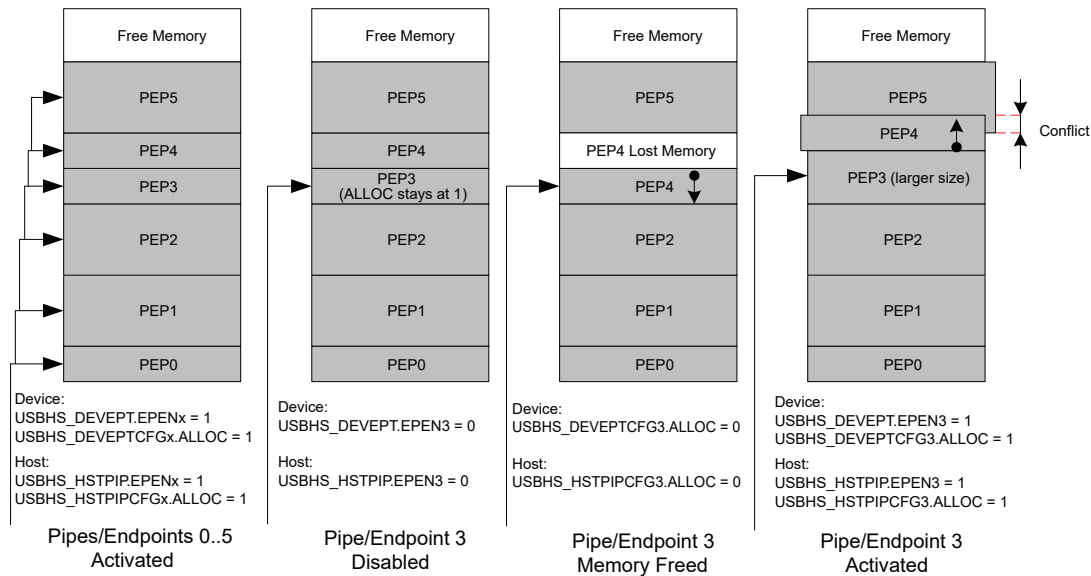 Free Memory
PEP5
PEP4
PEP3
PEP2
PEP1
PEP0
Device:
USBHS_DEVEPT.EPENx = 1
USBHS_DEVEPTCFGx.ALLOC = 1
Host:
USBHS_HSTPIP.EPENx = 1
USBHS_HSTPIPCFGx.ALLOC = 1
Pipes/Endpoints 0..5
Activated
Free Memory
PEP5
PEP4
PEP3
(ALLOC stays at 1)
PEP2
PEP1
PEP0
Device:
USBHS_DEVEPT.EPEN3 = 0
Host:
USBHS_HSTPIP.EPEN3 = 0
Pipe/Endpoint 3
Disabled
Free Memory
PEP5
PEP4 Lost Memory
PEP4
PEP2
PEP1
PEP0
Device:
USBHS_DEVEPTCFG3.ALLOC = 0
Host:
USBHS_HSTPIPCFG3.ALLOC = 0
Pipe/Endpoint 3
Memory Freed
Free Memory
PEP5
PEP4
Conflict
PEP3 (larger size)
PEP2
PEP1
PEP0
Device:
USBHS_DEVEPT.EPEN3 = 1
USBHS_DEVEPTCFG3.ALLOC = 1
Host:
USBHS_HSTPIP.EPEN3 = 1
USBHS_HSTPIPCFG3.ALLOC = 1
Pipe/Endpoint 3
Activated